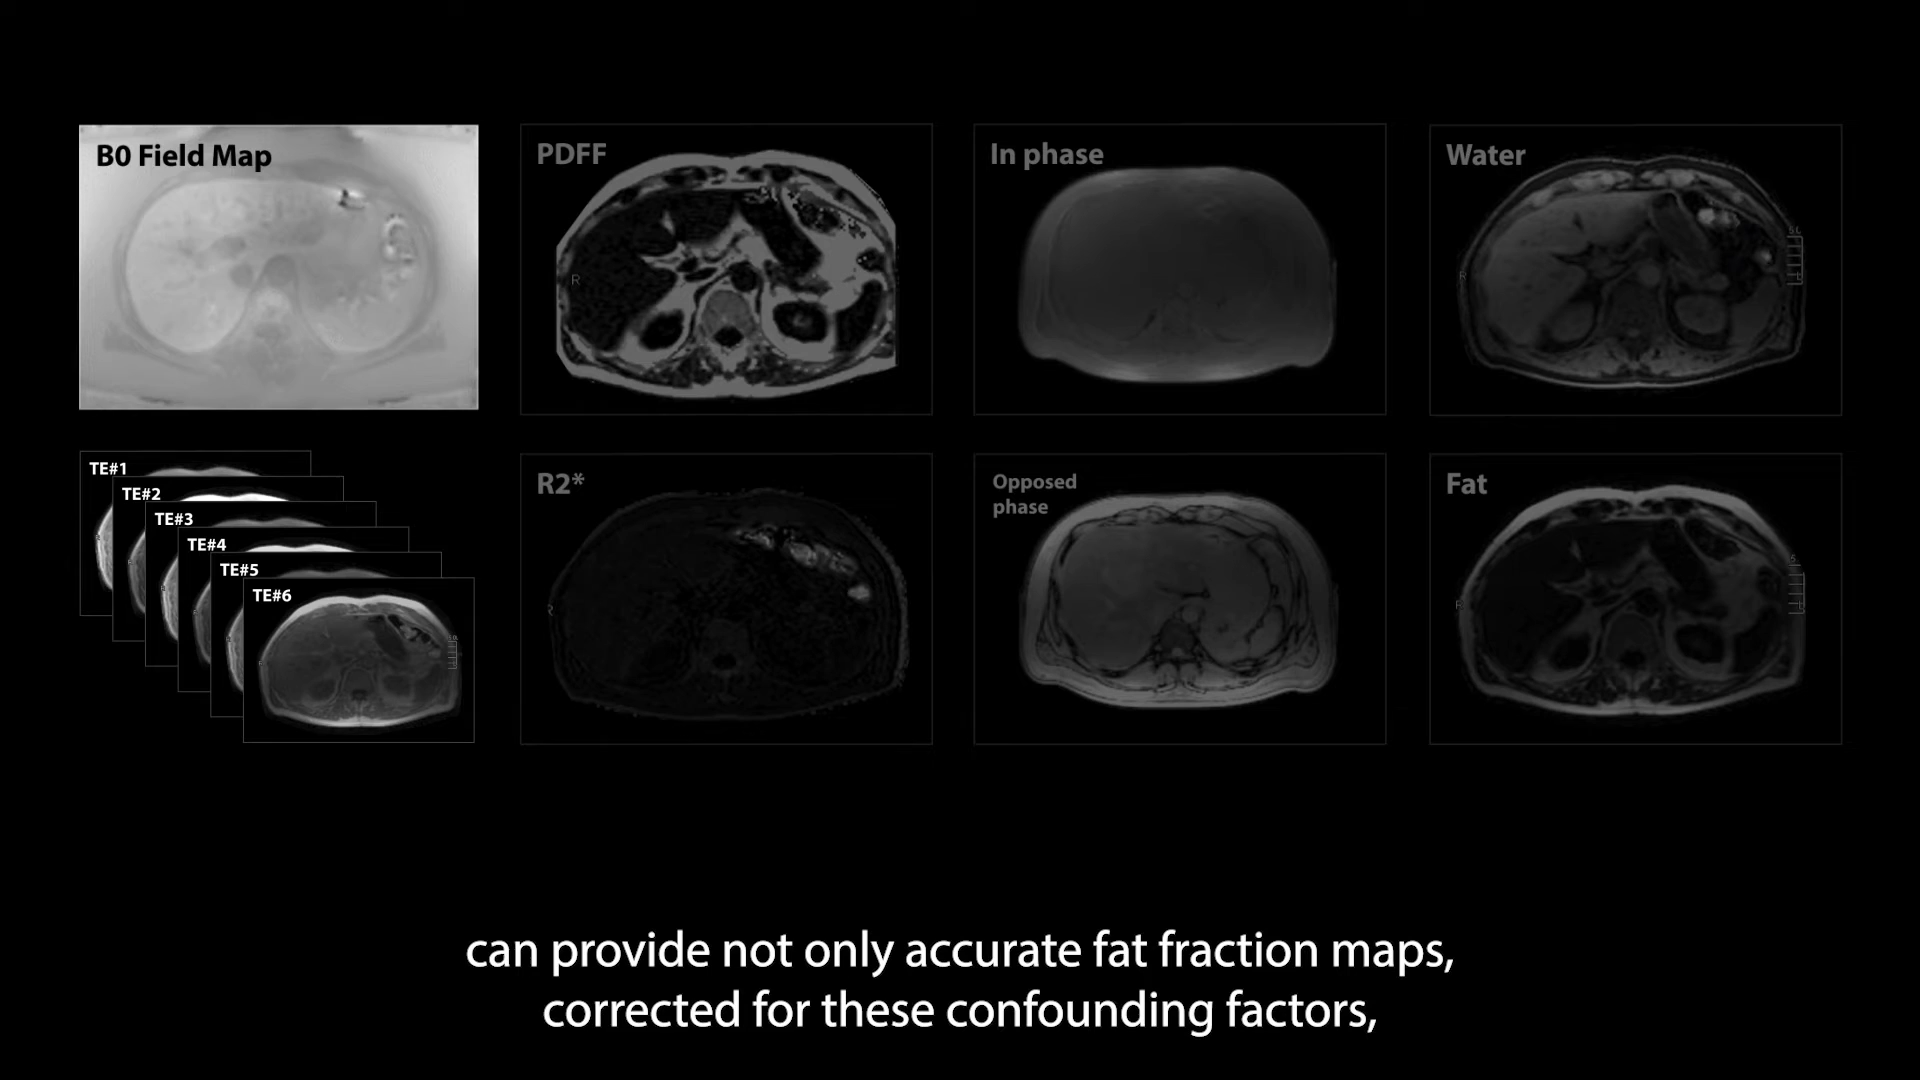 B0 Field Map
PDFF
In phase
Water
TE#1
TE#2
TE#3
TE#4
TE#5
TE#6
R2*
Opposed
phase
Fat
R
R
R
can provide not only accurate fat fraction maps,
corrected for these confounding factors,